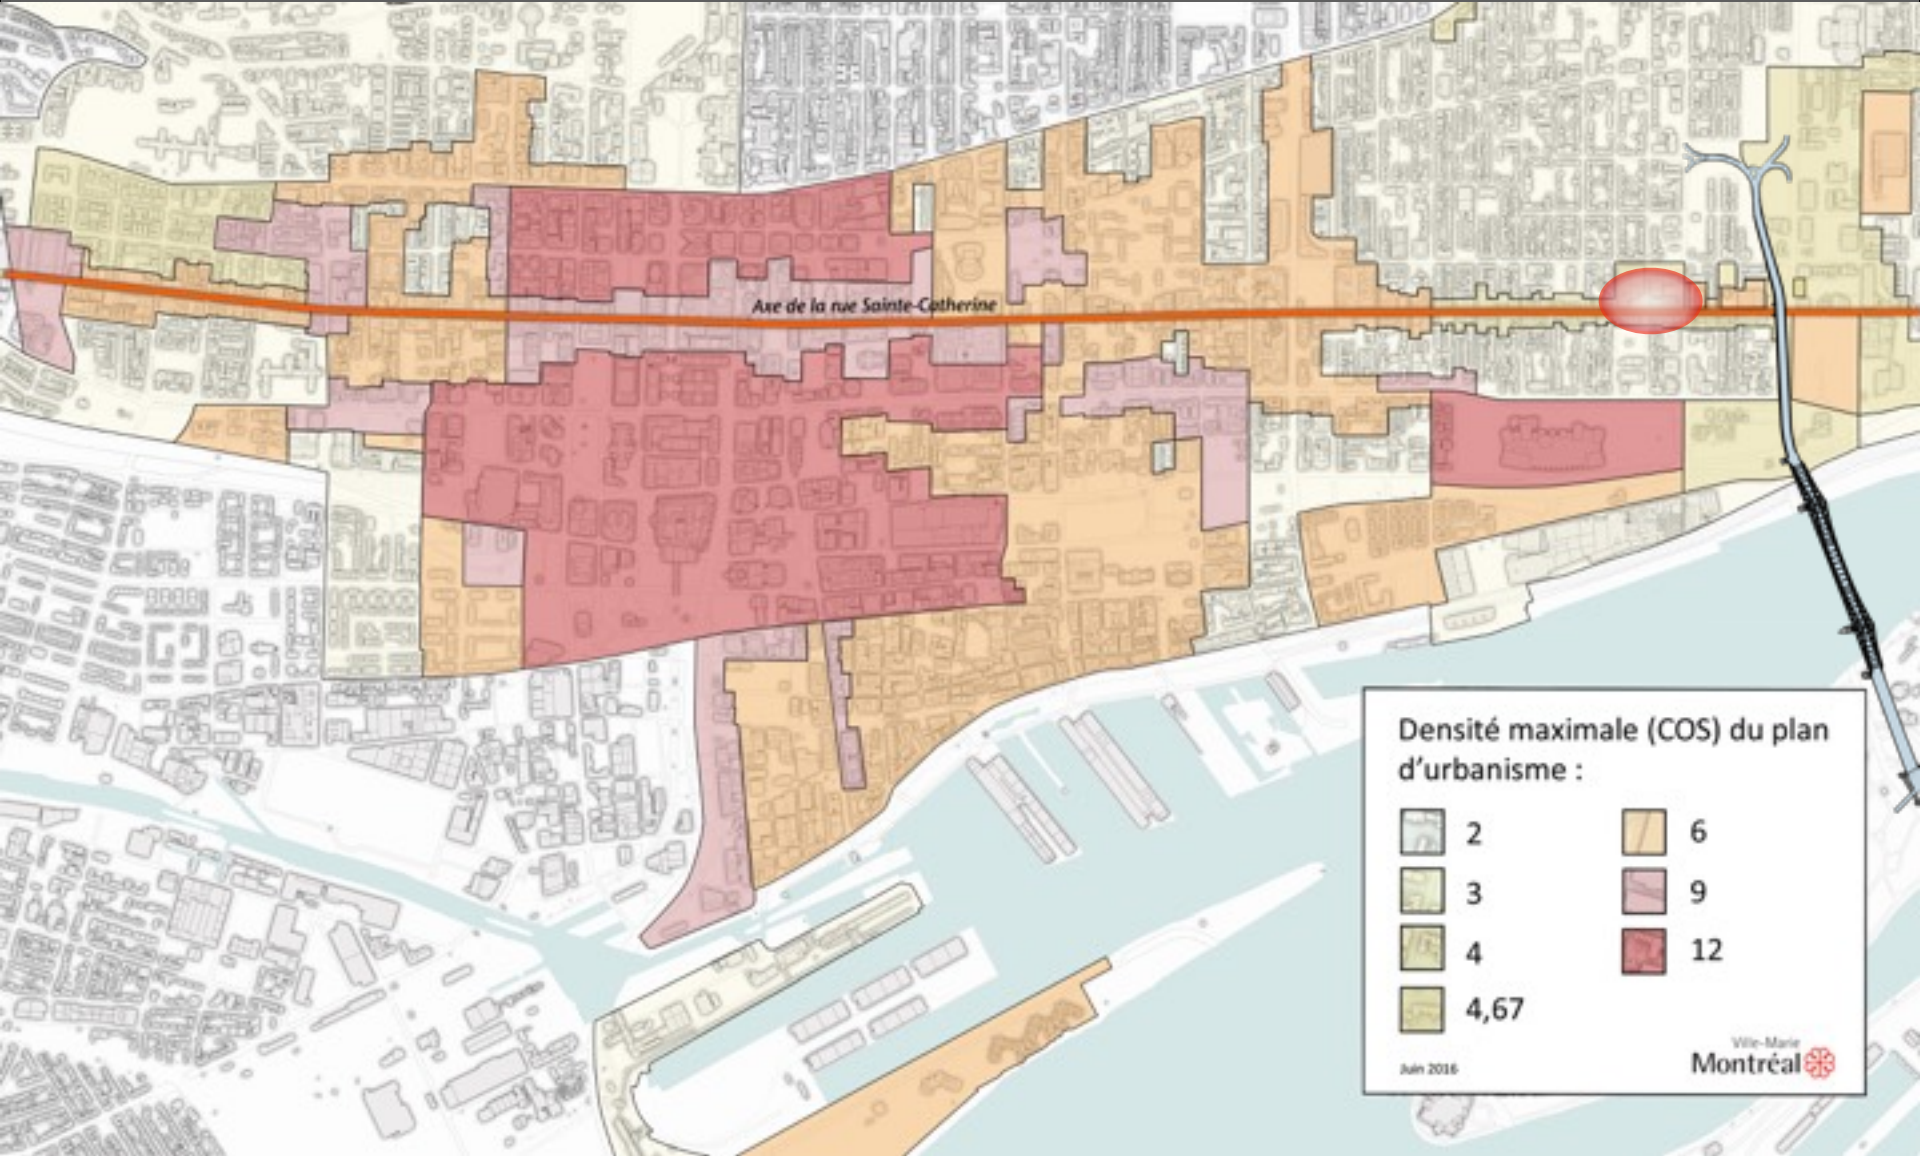 Axe de la rue Sainte-Catherine
Densité maximale (COS) du plan
d’urbanisme :
2
6
3
9
4
12
4,67
Juin 2016
Ville-Marie
Montréal